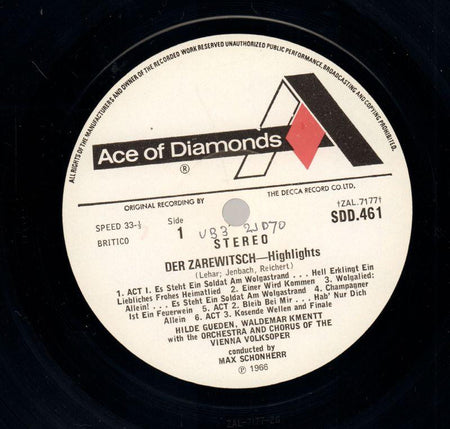 ALL RIGHTS OF THE MANUFACTURERS AND OWNER OF THE RECORDED WORK RESERVED UNAUTHORIZED PUBLIC PERFORMANCE, BROADCASTING AND COPYING PROHIBITED.
Ace of Diamonds
®
ORIGINAL RECORDING BY THE DECCA RECORD CO. LTD.
SPEED 33-⅓
BRITICO
Side
1
†ZAL.7177†
SDD.461
STEREO
DER ZAREWITSCH—Highlights
(Lehar; Jenbach, Reichert)
1. ACT 1. Es Steht Ein Soldat Am Wolgastrand . . . Hell Erklingt Ein
Liebliches Frohes Heimatlied 2. Einer Wird Kommen 3. Wolgalied:
Allein! . . . Es Steht Ein Soldat Am Wolgastrand 4. Champagner
Ist Ein Feuerwein 5. ACT 2. Bleib Bei Mir . . . Hab' Nur Dich
Allein 6. ACT 3. Kosende Wellen and Finale
HILDE GUEDEN, WALDEMAR KMENTT
with the ORCHESTRA AND CHORUS OF THE
VIENNA VOLKSOPER
conducted by
MAX SCHONHERR
℗ 1966